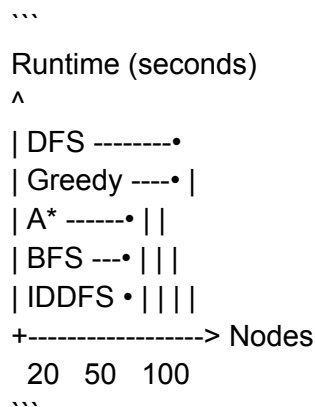 ```
Runtime (seconds)
^
| DFS --------•
| Greedy ----• |
| A* ------• | |
| BFS ---• | | |
| IDDFS • | | | |
+------------------> Nodes
20 50 100
```